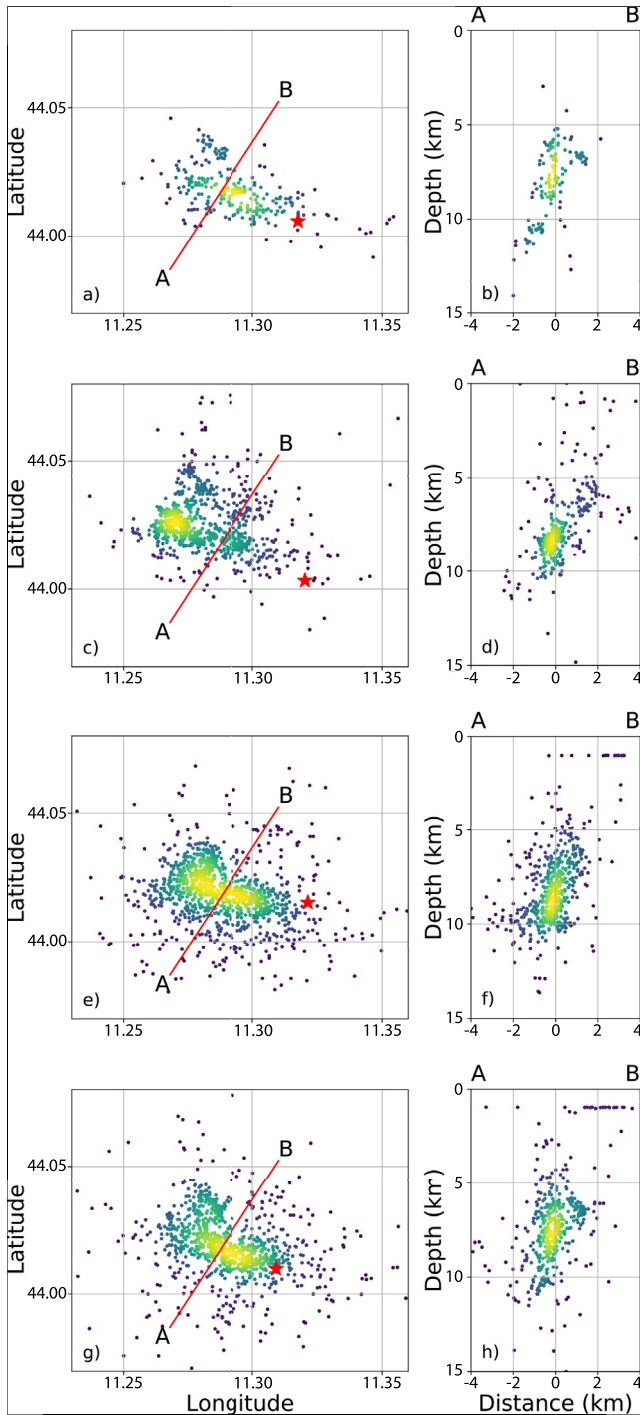 A B
0
44.05
B
5
Latitude
Depth (km)
10
44.00
A
a)
b)
15
11.25 11.30 11.35
-4 -2 0 2 4
A B
0
44.05
B
5
Latitude
Depth (km)
10
44.00
A
c)
d)
15
11.25 11.30 11.35
-4 -2 0 2 4
A B
0
44.05
B
5
Latitude
Depth (km)
10
44.00
A
e)
f)
15
11.25 11.30 11.35
-4 -2 0 2 4
A B
0
44.05
B
5
Latitude
Depth (km)
10
44.00
A
g)
h)
15
11.25 11.30 11.35
-4 -2 0 2 4
Longitude
Distance (km)